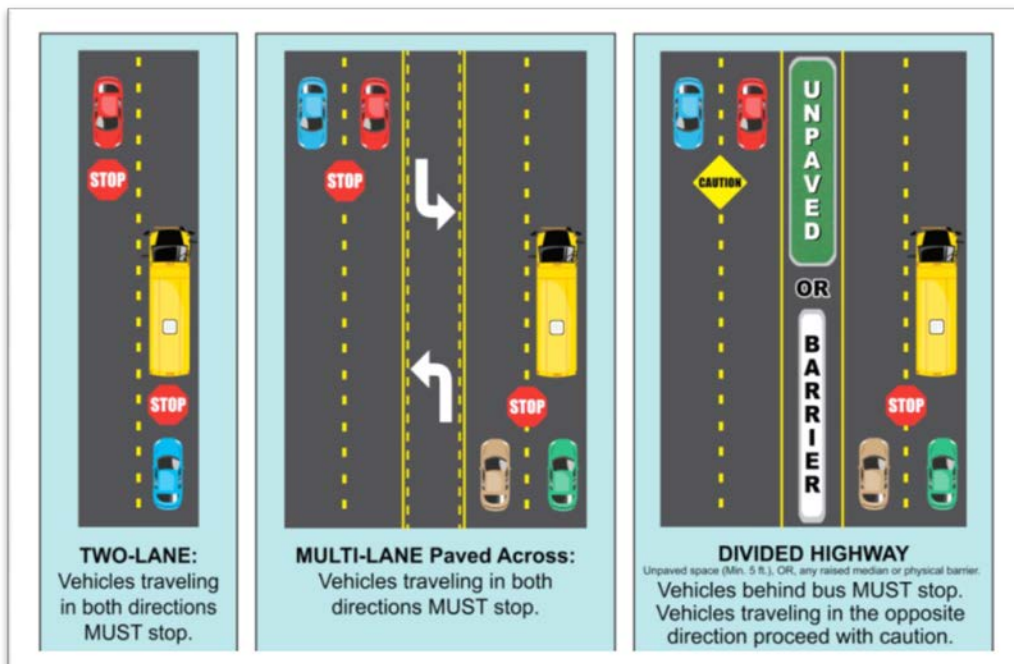 STOP
STOP
TWO-LANE:
Vehicles traveling
in both directions
MUST stop.
STOP
STOP
MULTI-LANE Paved Across:
Vehicles traveling in both
directions MUST stop.
CAUTION
UNPAVED
OR
BARRIER
STOP
DIVIDED HIGHWAY
Unpaved space (Min. 5 ft.), OR, any raised median or physical barrier.
Vehicles behind bus MUST stop.
Vehicles traveling in the opposite
direction proceed with caution.